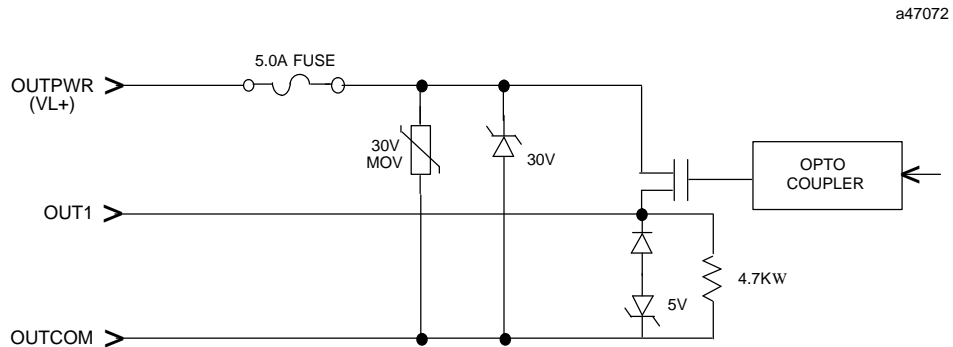 a47072
5.0A FUSE
OUTPWR
(VL+)
30V
MOV
30V
OPTO
COUPLER
OUT1
4.7KW
5V
OUTCOM